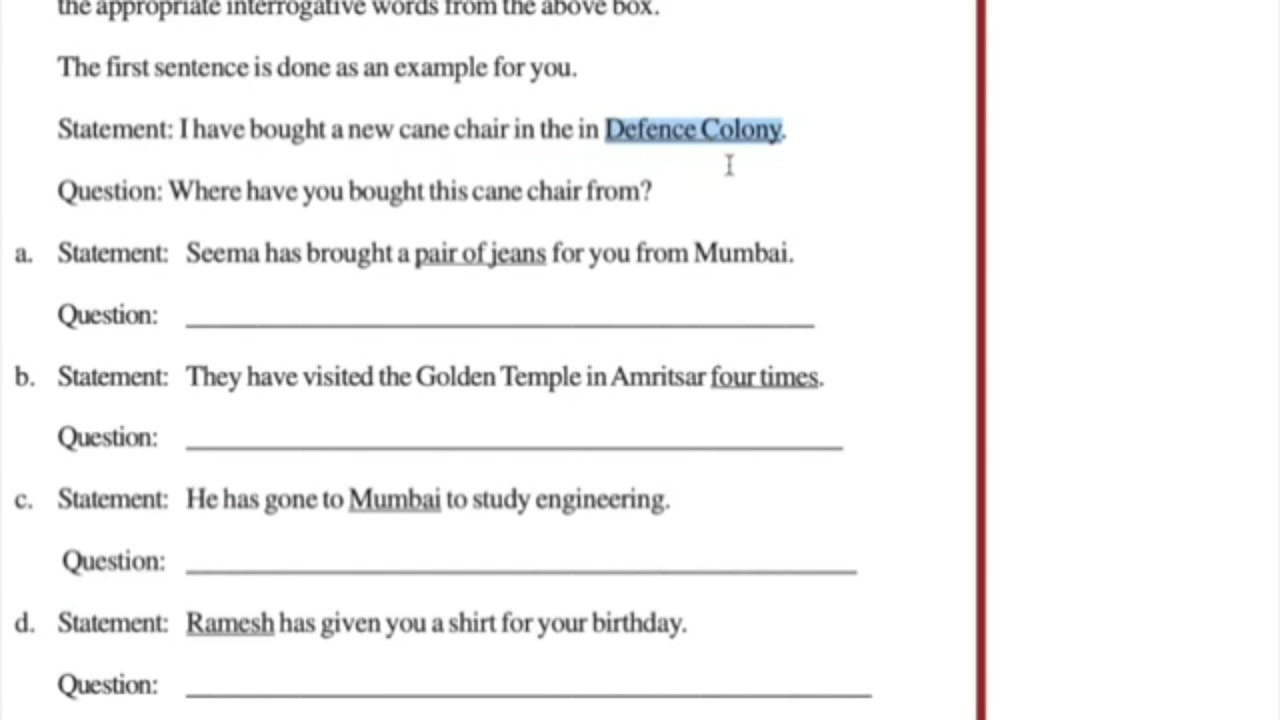 the appropriate interrogative words from the above box.
The first sentence is done as an example for you.
Statement: I have bought a new cane chair in the in Defence Colony.
Question: Where have you bought this cane chair from?
a. Statement: Seema has brought a pair of jeans for you from Mumbai.
Question: ____________________
b. Statement: They have visited the Golden Temple in Amritsar four times.
Question: ____________________
c. Statement: He has gone to Mumbai to study engineering.
Question: ____________________
d. Statement: Ramesh has given you a shirt for your birthday.
Question: ____________________